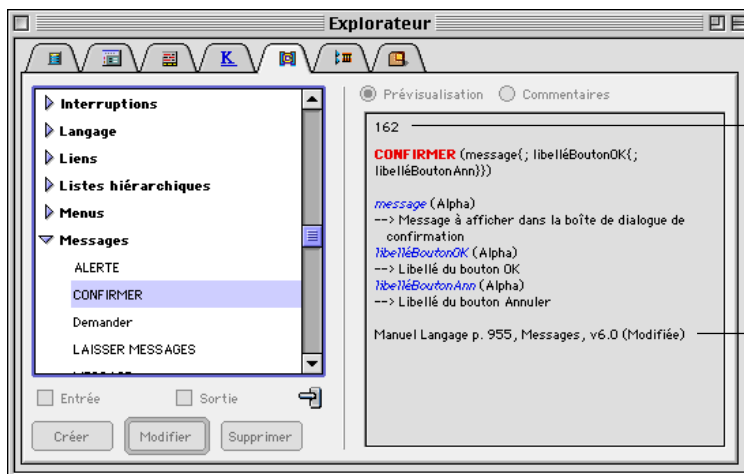 Explorateur
K
Interruptions
Langage
Liens
Listes hiérarchiques
Menus
Messages
ALERTE
CONFIRMER
Demander
LAISSER MESSAGES
Entrée
Sortie
Créer
Modifier
Supprimer
Prévisualisation
Commentaires
162
CONFIRMER (message{; libelléBoutonOK{;
libelléBoutonAnn}})
message (Alpha)
--> Message à afficher dans la boîte de dialogue de
confirmation
libelléBoutonOK (Alpha)
--> Libellé du bouton OK
libelléBoutonAnn (Alpha)
--> Libellé du bouton Annuler
Manuel Langage p. 955, Messages, v6.0 (Modifiée)